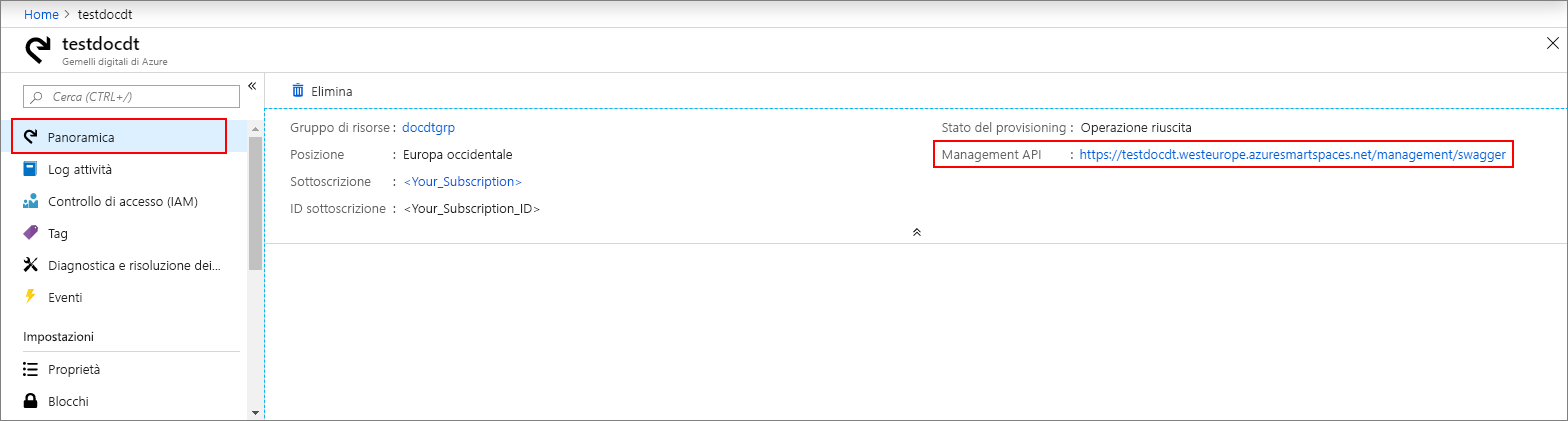 Home > testdocdt
testdocdt
Gemelli digitali di Azure
Cerca (CTRL+/)
Panoramica
Log attività
Controllo di accesso (IAM)
Tag
Diagnostica e risoluzione dei...
Eventi
Impostazioni
Proprietà
Blocchi
Elimina
Gruppo di risorse : docdtgrp
Posizione : Europa occidentale
Sottoscrizione : <Your_Subscription>
ID sottoscrizione : <Your_Subscription_ID>
Stato del provisioning : Operazione riuscita
Management API : https://testdocdt.westeurope.azuresmartspaces.net/management/swagger